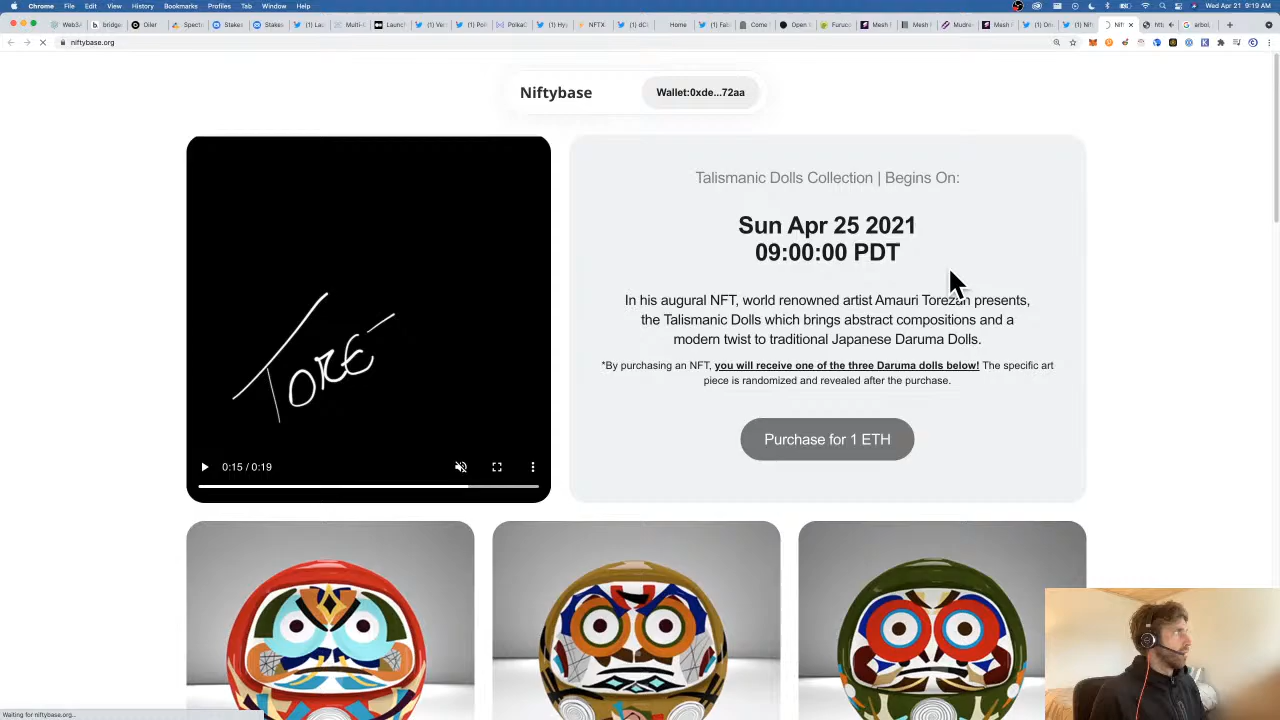 Chrome File Edit View History Bookmarks Profiles Tab Window Help
Wed Apr 21 9:19 AM
niftybase.org
Niftybase
Wallet:0xde...72aa
Talismanic Dolls Collection | Begins On:
Sun Apr 25 2021
09:00:00 PDT
In his augural NFT, world renowned artist Amauri Torezan presents,
the Talismanic Dolls which brings abstract compositions and a
modern twist to traditional Japanese Daruma Dolls.
*By purchasing an NFT, you will receive one of the three Daruma dolls below! The specific art
piece is randomized and revealed after the purchase.
Purchase for 1 ETH
TORE
0:15 / 0:19
Waiting for niftybase.org...